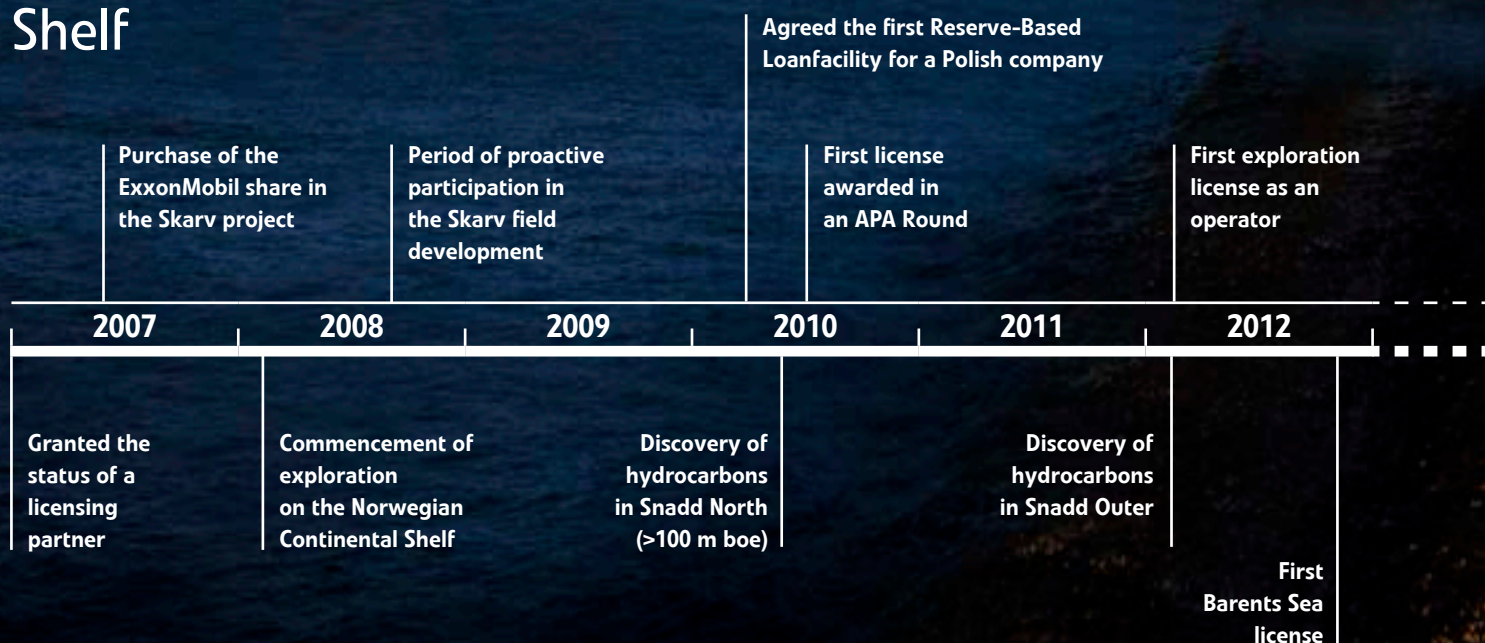 Shelf
Agreed the first Reserve-Based
Loanfacility for a Polish company
Purchase of the
ExxonMobil share in
the Skarv project
Period of proactive
participation in
the Skarv field
development
First license
awarded in
an APA Round
First exploration
license as an
operator
2007
2008
2009
2010
2011
2012
Granted the
status of a
licensing
partner
Commencement of
exploration
on the Norwegian
Continental Shelf
Discovery of
hydrocarbons
in Snadd North
(>100 m boe)
Discovery of
hydrocarbons
in Snadd Outer
First
Barents Sea
license